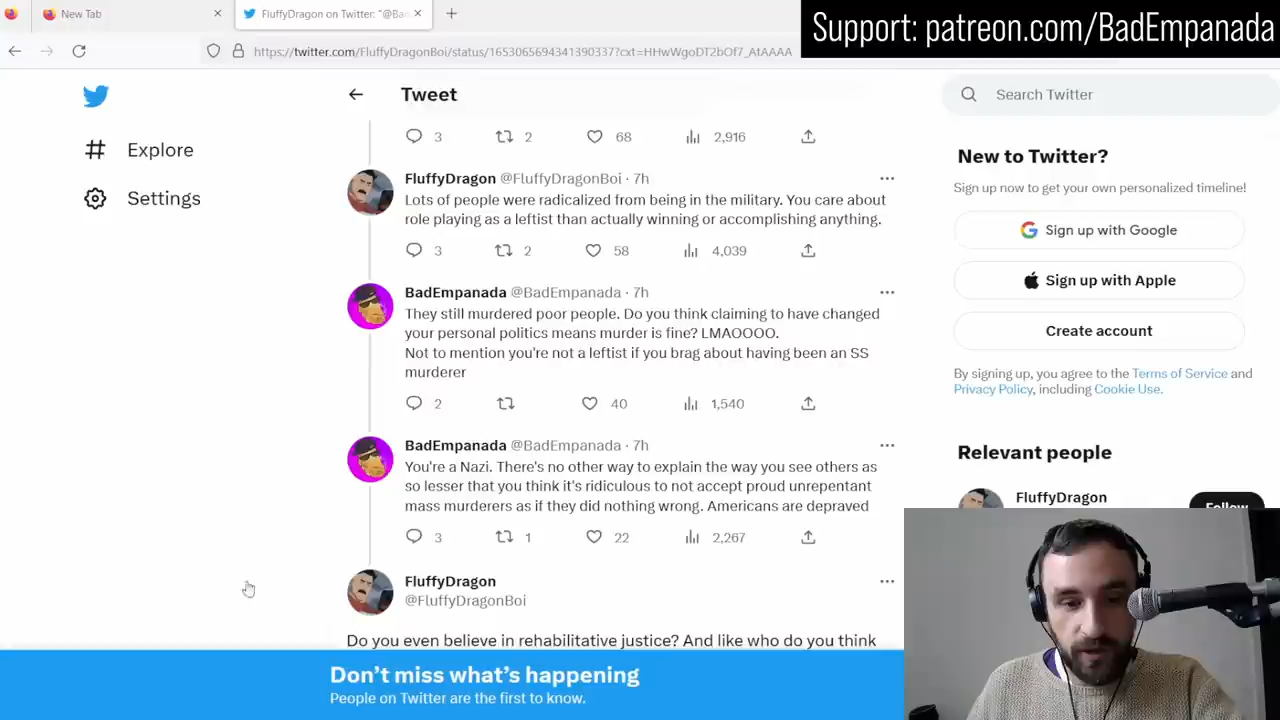 New Tab
FluffyDragon on Twitter: "@Bad
Support: patreon.com/BadEmpanada
https://twitter.com/FluffyDragonBoi/status/1653065694341390337?cxt=HHwWgoDT2bOf7_AtAAAA
Explore
Settings
Tweet
3 2 68 2,916
FluffyDragon @FluffyDragonBoi · 7h
Lots of people were radicalized from being in the military. You care about
role playing as a leftist than actually winning or accomplishing anything.
3 2 58 4,039
BadEmpanada @BadEmpanada · 7h
They still murdered poor people. Do you think claiming to have changed
your personal politics means murder is fine? LMAOOOO.
Not to mention you're not a leftist if you brag about having been an SS
murderer
2 40 1,540
BadEmpanada @BadEmpanada · 7h
You're a Nazi. There's no other way to explain the way you see others as
so lesser that you think it's ridiculous to not accept proud unrepentant
mass murderers as if they did nothing wrong. Americans are depraved
3 1 22 2,267
FluffyDragon
@FluffyDragonBoi
Do you even believe in rehabilitative justice? And like who do you think
Search Twitter
New to Twitter?
Sign up now to get your own personalized timeline!
Sign up with Google
Sign up with Apple
Create account
By signing up, you agree to the Terms of Service and
Privacy Policy, including Cookie Use.
Relevant people
FluffyDragon
Follow
Don't miss what's happening
People on Twitter are the first to know.